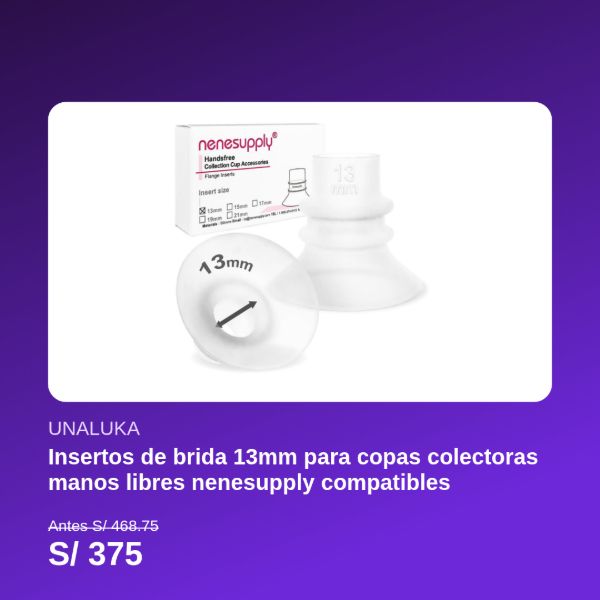 nenesupply®
Handsfree
Collection Cup Accessories
Flange Inserts
Insert size
13mm 15mm 17mm
19mm 21mm
13
mm
13mm
UNALUKA
Insertos de brida 13mm para copas colectoras
manos libres nenesupply compatibles
Antes S/ 468.75
S/ 375